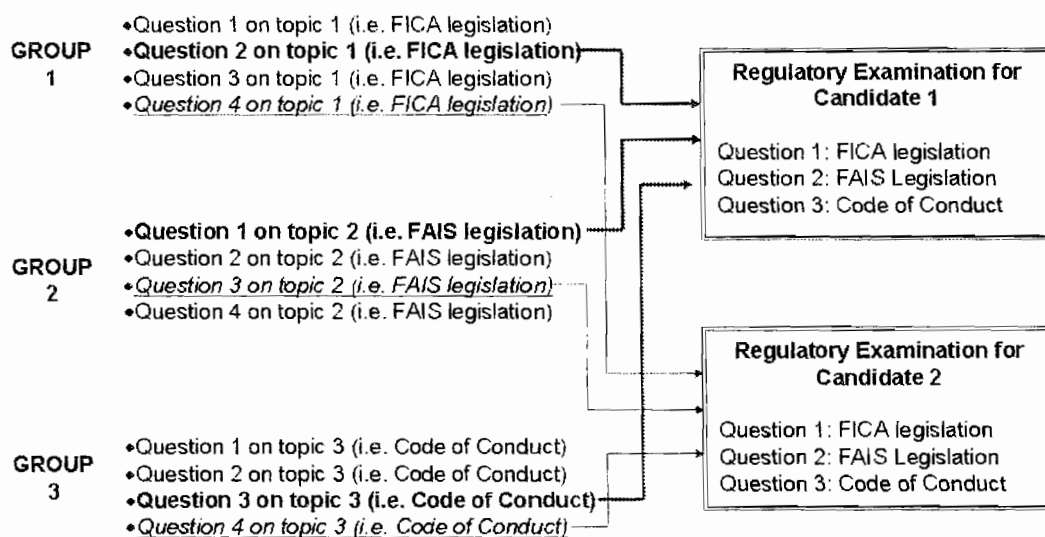 GROUP
1
•Question 1 on topic 1 (i.e. FICA legislation)
•Question 2 on topic 1 (i.e. FICA legislation)
•Question 3 on topic 1 (i.e. FICA legislation)
•Question 4 on topic 1 (i.e. FICA legislation)
GROUP
2
•Question 1 on topic 2 (i.e. FAIS legislation)
•Question 2 on topic 2 (i.e. FAIS legislation)
•Question 3 on topic 2 (i.e. FAIS legislation)
•Question 4 on topic 2 (i.e. FAIS legislation)
GROUP
3
•Question 1 on topic 3 (i.e. Code of Conduct)
•Question 2 on topic 3 (i.e. Code of Conduct)
•Question 3 on topic 3 (i.e. Code of Conduct)
•Question 4 on topic 3 (i.e. Code of Conduct)
Regulatory Examination for
Candidate 1
Question 1: FICA legislation
Question 2: FAIS Legislation
Question 3: Code of Conduct
Regulatory Examination for
Candidate 2
Question 1: FICA legislation
Question 2: FAIS Legislation
Question 3: Code of Conduct